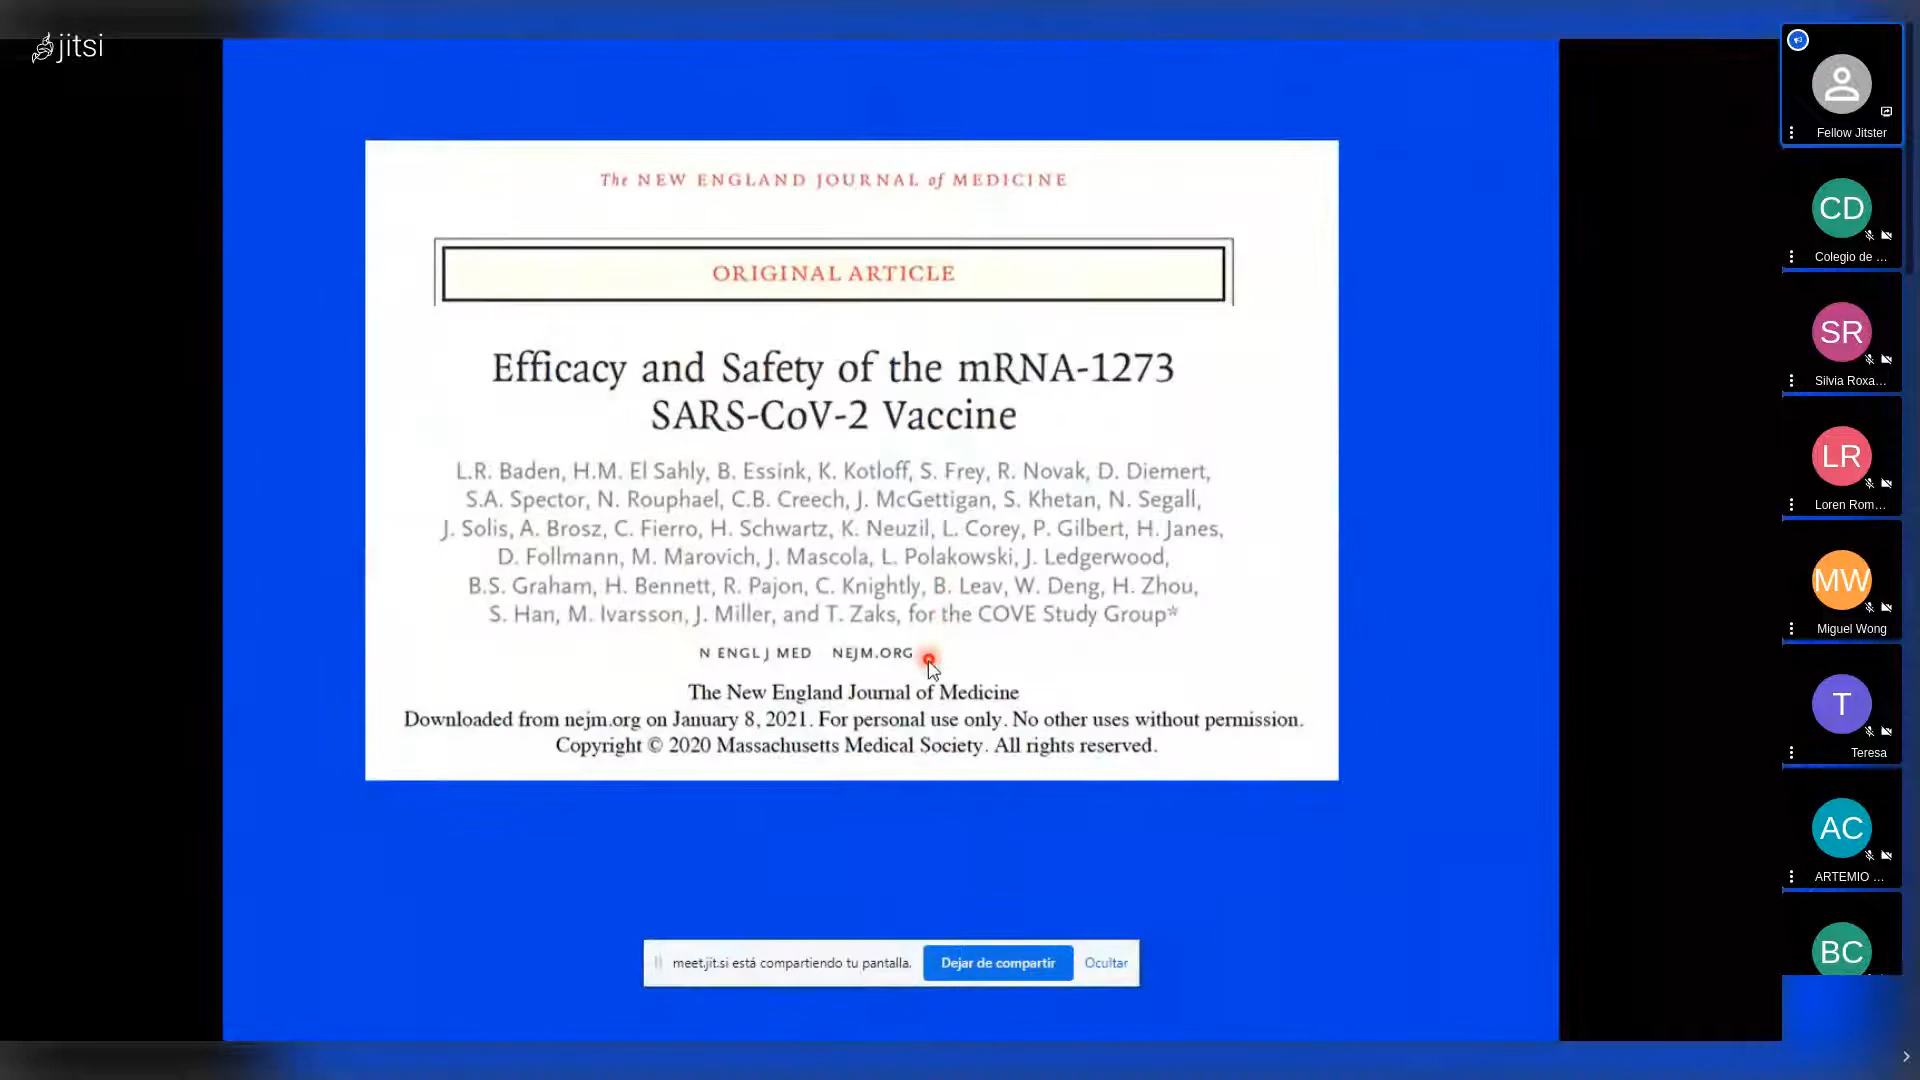 jitsi
The NEW ENGLAND JOURNAL of MEDICINE
ORIGINAL ARTICLE
Efficacy and Safety of the mRNA-1273
SARS-CoV-2 Vaccine
L.R. Baden, H.M. El Sahly, B. Essink, K. Kotloff, S. Frey, R. Novak, D. Diemert,
S.A. Spector, N. Rouphael, C.B. Creech, J. McGettigan, S. Khetan, N. Segall,
J. Solis, A. Brosz, C. Fierro, H. Schwartz, K. Neuzil, L. Corey, P. Gilbert, H. Janes,
D. Follmann, M. Marovich, J. Mascola, L. Polakowski, J. Ledgerwood,
B.S. Graham, H. Bennett, R. Pajon, C. Knightly, B. Leav, W. Deng, H. Zhou,
S. Han, M. Ivarsson, J. Miller, and T. Zaks, for the COVE Study Group*
N ENGL J MED NEJM.ORG
The New England Journal of Medicine
Downloaded from nejm.org on January 8, 2021. For personal use only. No other uses without permission.
Copyright © 2020 Massachusetts Medical Society. All rights reserved.
meet.jit.si está compartiendo tu pantalla.
Dejar de compartir
Ocultar
Fellow Jitster
CD
Colegio de ...
SR
Silvia Roxa...
LR
Loren Rom...
MW
Miguel Wong
T
Teresa
AC
ARTEMIO ...
BC